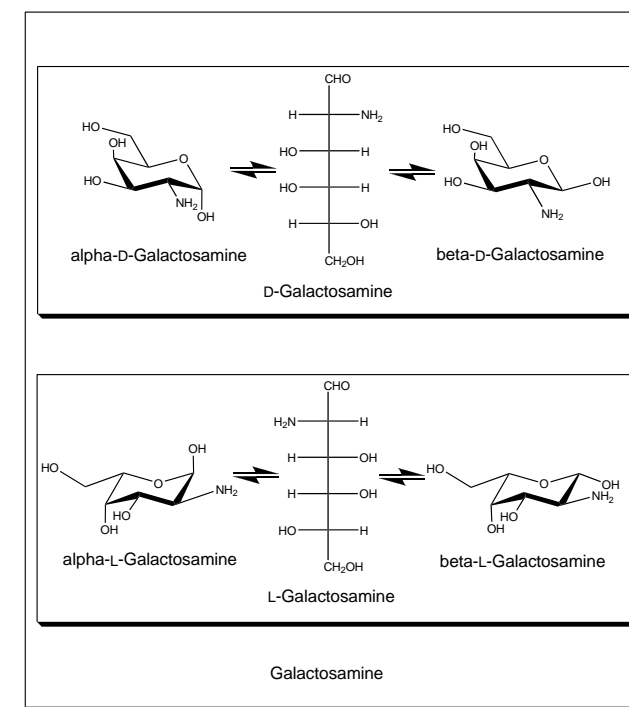 CHO
H NH₂
HO H
HO H
H OH
CH₂OH
HO
OH
O
HO
NH₂
OH
alpha-D-Galactosamine
HO
OH
O
HO
OH
NH₂
beta-D-Galactosamine
D-Galactosamine
CHO
H₂N H
H OH
H OH
HO H
CH₂OH
OH
HO
O
NH₂
HO
OH
alpha-L-Galactosamine
HO
O
OH
NH₂
HO
OH
beta-L-Galactosamine
L-Galactosamine
Galactosamine